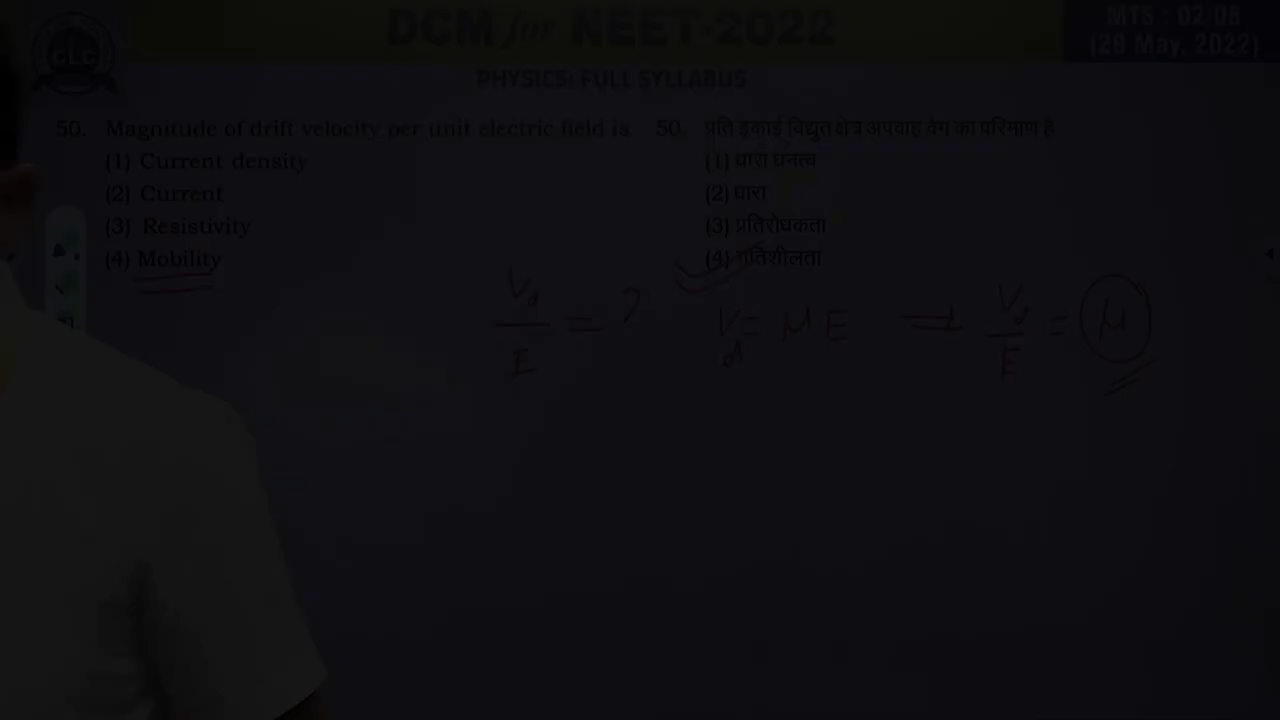 CLC
DCM for NEET-2022
MTS : 02/08
(29 May, 2022)
PHYSICS: FULL SYLLABUS
50. Magnitude of drift velocity per unit electric field is
(1) Current density
(2) Current
(3) Resistivity
(4) Mobility
50. प्रति इकाई विद्युत क्षेत्र अपवाह वेग का परिमाण है
(1) धारा घनत्व
(2) धारा
(3) प्रतिरोधकता
(4) गतिशीलता
Vd/E = ? Vd = μ E ⇒ Vd/E = μ